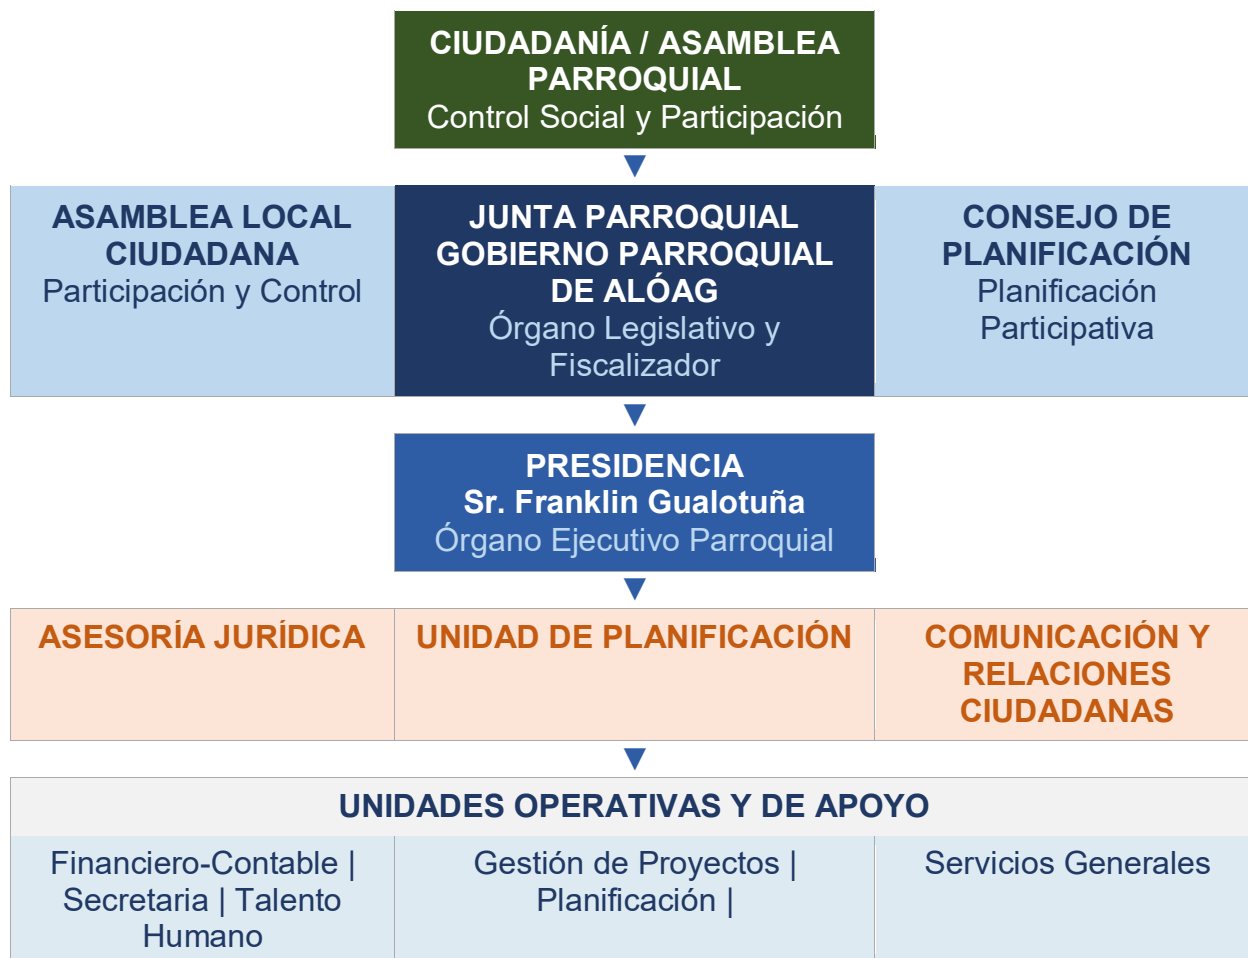 CIUDADANÍA / ASAMBLEA
PARROQUIAL
Control Social y Participación
ASAMBLEA LOCAL
CIUDADANA
Participación y Control
JUNTA PARROQUIAL
GOBIERNO PARROQUIAL
DE ALÓAG
Órgano Legislativo y
Fiscalizador
CONSEJO DE
PLANIFICACIÓN
Planificación
Participativa
PRESIDENCIA
Sr. Franklin Gualotuña
Órgano Ejecutivo Parroquial
ASESORÍA JURÍDICA
UNIDAD DE PLANIFICACIÓN
COMUNICACIÓN Y
RELACIONES
CIUDADANAS
UNIDADES OPERATIVAS Y DE APOYO
Financiero-Contable |
Secretaria | Talento
Humano
Gestión de Proyectos |
Planificación |
Servicios Generales